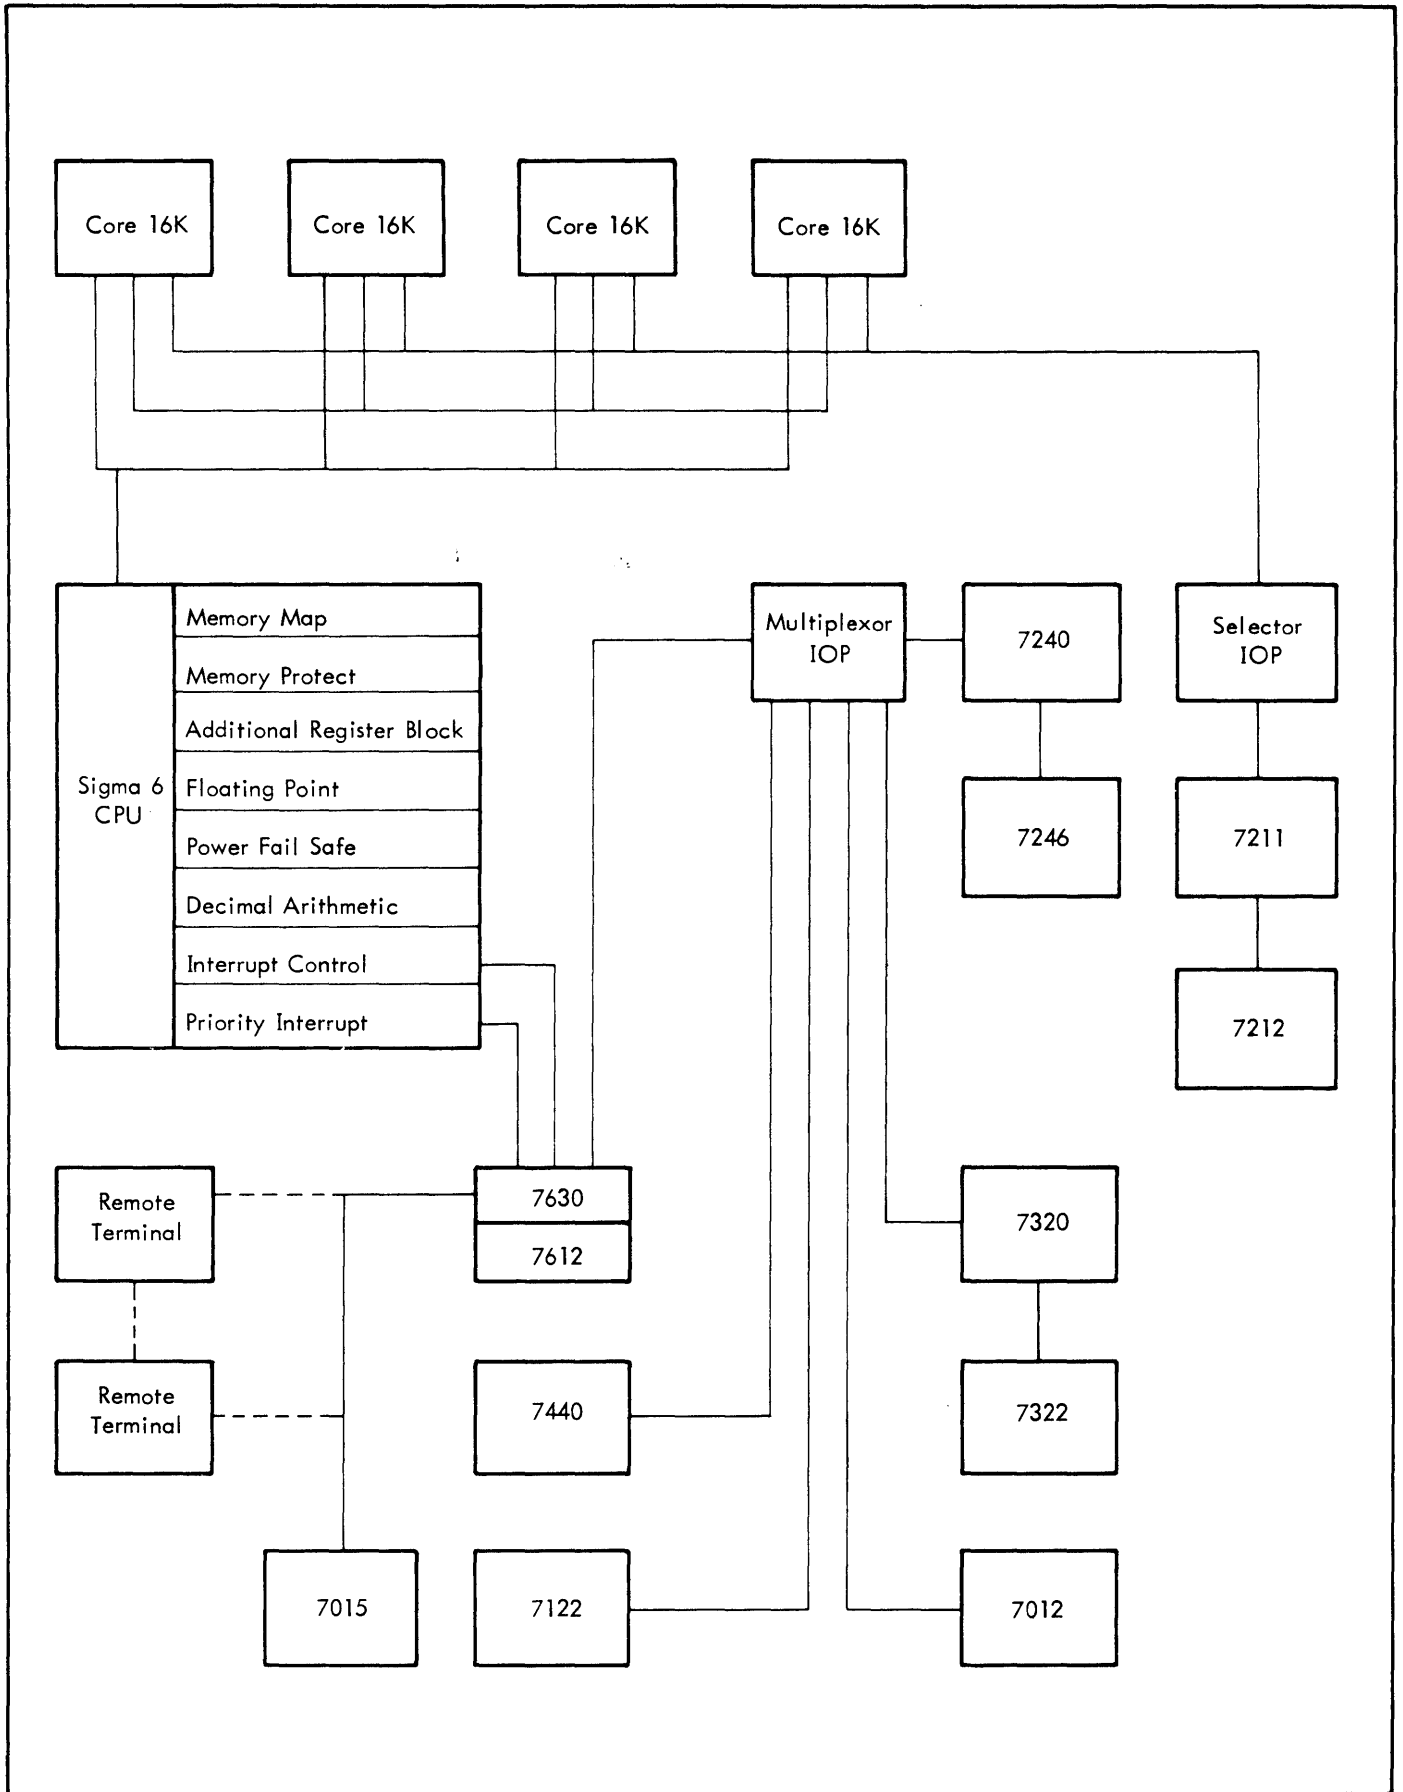 Core 16K
Core 16K
Core 16K
Core 16K
Sigma 6
CPU
Memory Map
Memory Protect
Additional Register Block
Floating Point
Power Fail Safe
Decimal Arithmetic
Interrupt Control
Priority Interrupt
Multiplexor
IOP
7240
Selector
IOP
7246
7211
7212
Remote
Terminal
7630
7612
7320
Remote
Terminal
7440
7322
7015
7122
7012